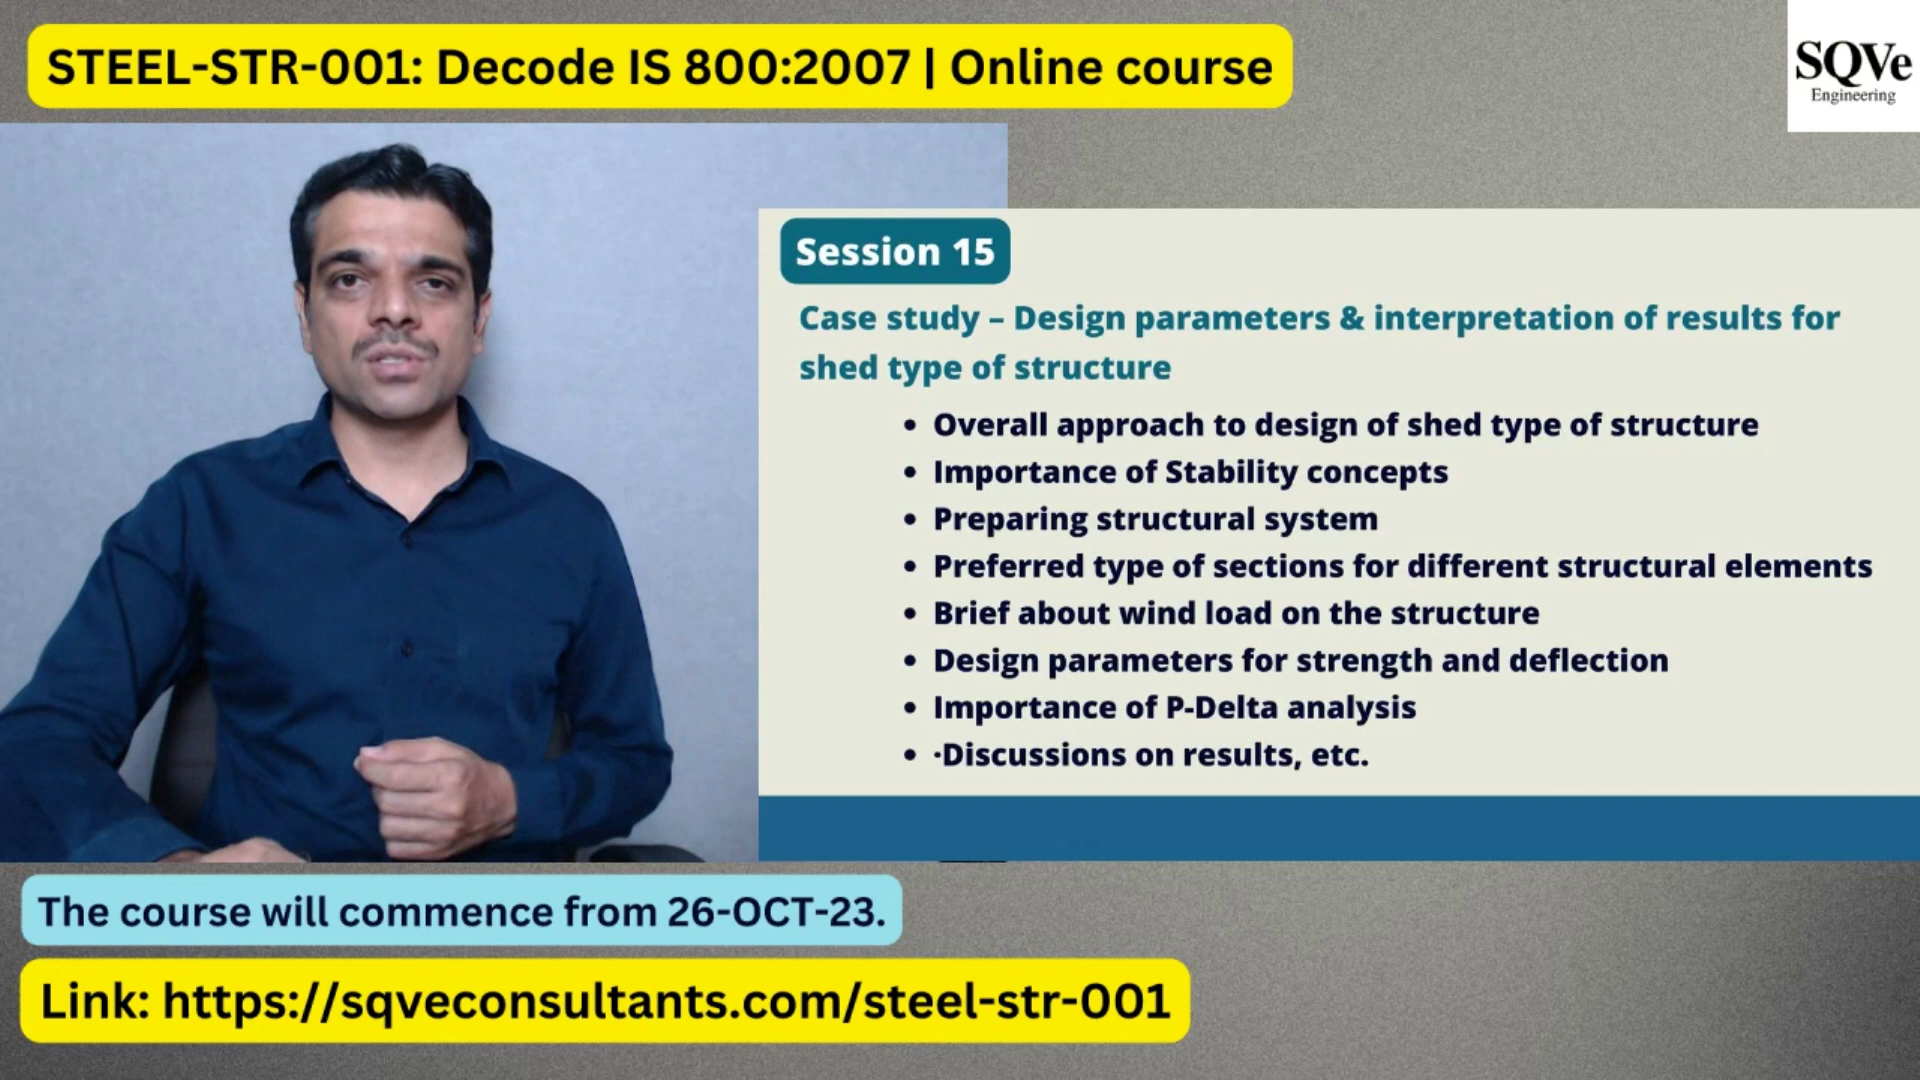 STEEL-STR-001: Decode IS 800:2007 | Online course
SQVe
Engineering
Session 15
Case study – Design parameters & interpretation of results for
shed type of structure
• Overall approach to design of shed type of structure
• Importance of Stability concepts
• Preparing structural system
• Preferred type of sections for different structural elements
• Brief about wind load on the structure
• Design parameters for strength and deflection
• Importance of P-Delta analysis
• ·Discussions on results, etc.
The course will commence from 26-OCT-23.
Link: https://sqveconsultants.com/steel-str-001